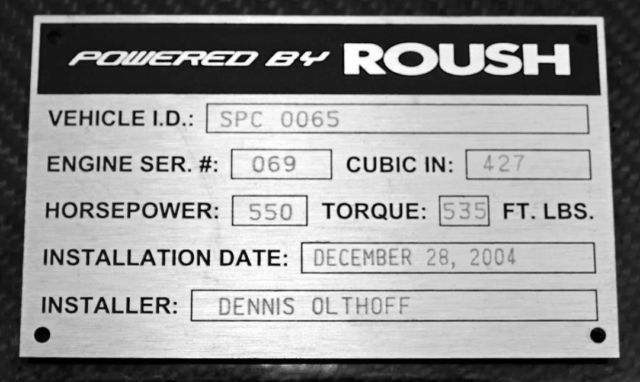 POWERED BY ROUSH
VEHICLE I.D.: SPC 0065
ENGINE SER. #: 069 CUBIC IN: 427
HORSEPOWER: 550 TORQUE: 535 FT. LBS.
INSTALLATION DATE: DECEMBER 28, 2004
INSTALLER: DENNIS OLTHOFF